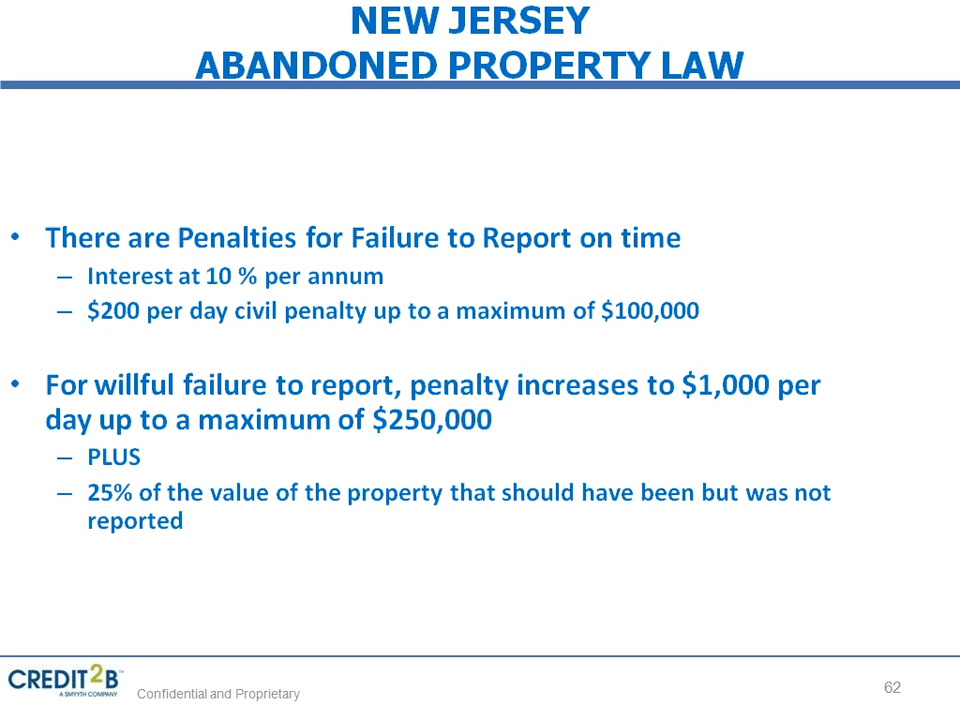 NEW JERSEY
ABANDONED PROPERTY LAW
• There are Penalties for Failure to Report on time
– Interest at 10 % per annum
– $200 per day civil penalty up to a maximum of $100,000
• For willful failure to report, penalty increases to $1,000 per
day up to a maximum of $250,000
– PLUS
– 25% of the value of the property that should have been but was not
reported
CREDIT2B™
A SMYYTH COMPANY
Confidential and Proprietary
62